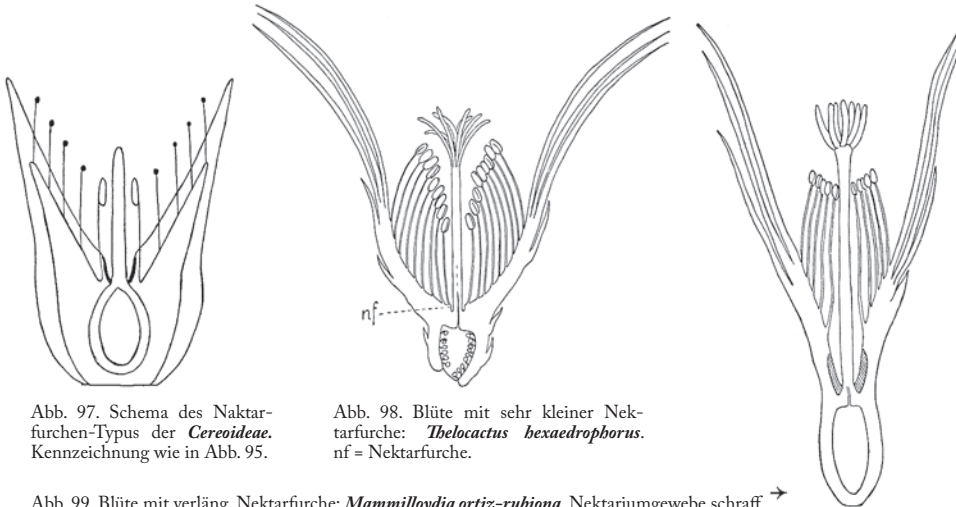 nf
Abb. 97. Schema des Naktar-
furchen-Typus der Cereoideae.
Kennzeichnung wie in Abb. 95.
Abb. 98. Blüte mit sehr kleiner Nek-
tarfurche: Thelocactus hexaedrophorus.
nf = Nektarfurche.
Abb. 99. Blüte mit verläng. Nektarfurche: Mammilloydia ortiz-rubiona. Nektariumgewebe schraff. →